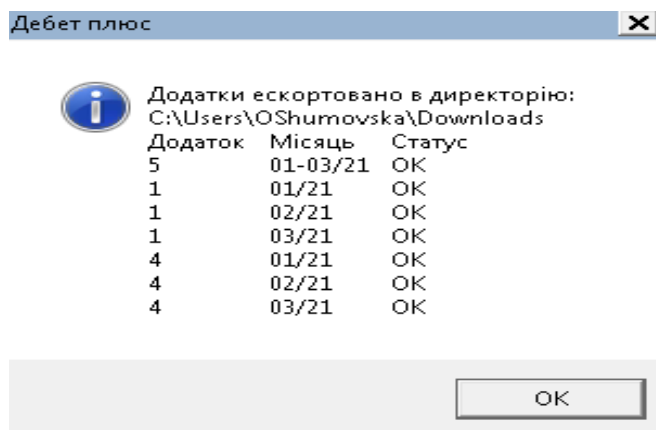 Дебет плюс
Додатки ескортовано в директорію:
C:\Users\OShumovska\Downloads
Додаток Місяць Статус
5 01-03/21 OK
1 01/21 OK
1 02/21 OK
1 03/21 OK
4 01/21 OK
4 02/21 OK
4 03/21 OK
OK